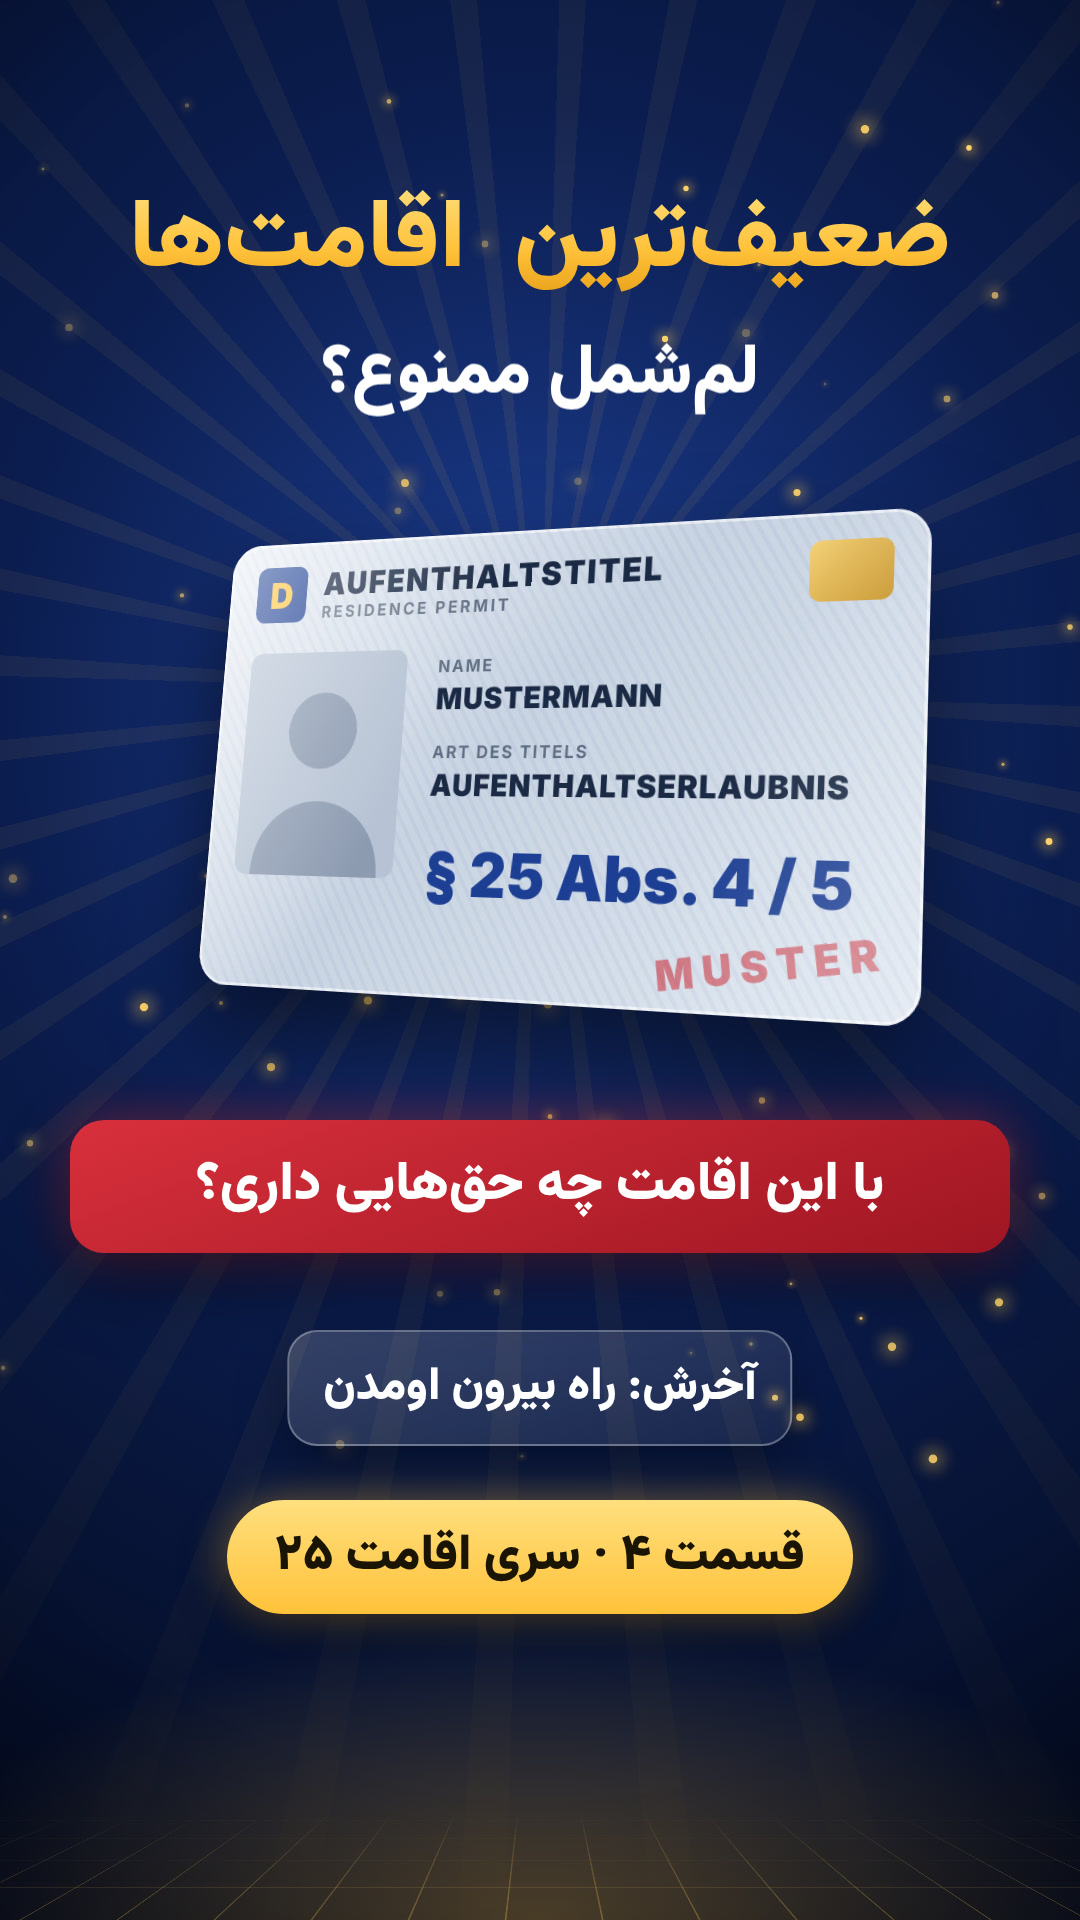 ضعیف‌ترین اقامت‌ها
لم‌شمل ممنوع؟
D
AUFENTHALTSTITEL
RESIDENCE PERMIT
NAME
MUSTERMANN
ART DES TITELS
AUFENTHALTSERLAUBNIS
§ 25 Abs. 4 / 5
MUSTER
با این اقامت چه حق‌هایی داری؟
آخرش: راه بیرون اومدن
قسمت ۴ · سری اقامت ۲۵